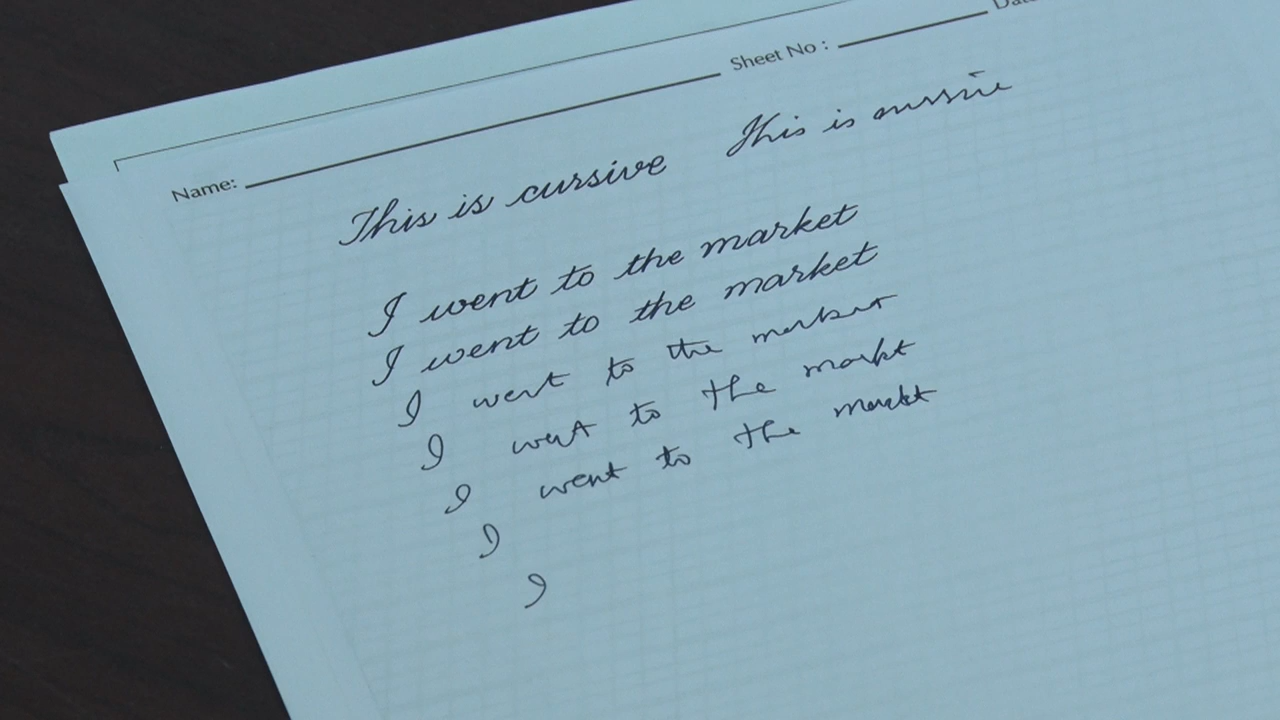 Name: Sheet No :
This is cursive This is cursive
I went to the market
I went to the market
I went to the market
I went to the market
I went to the market
I
I